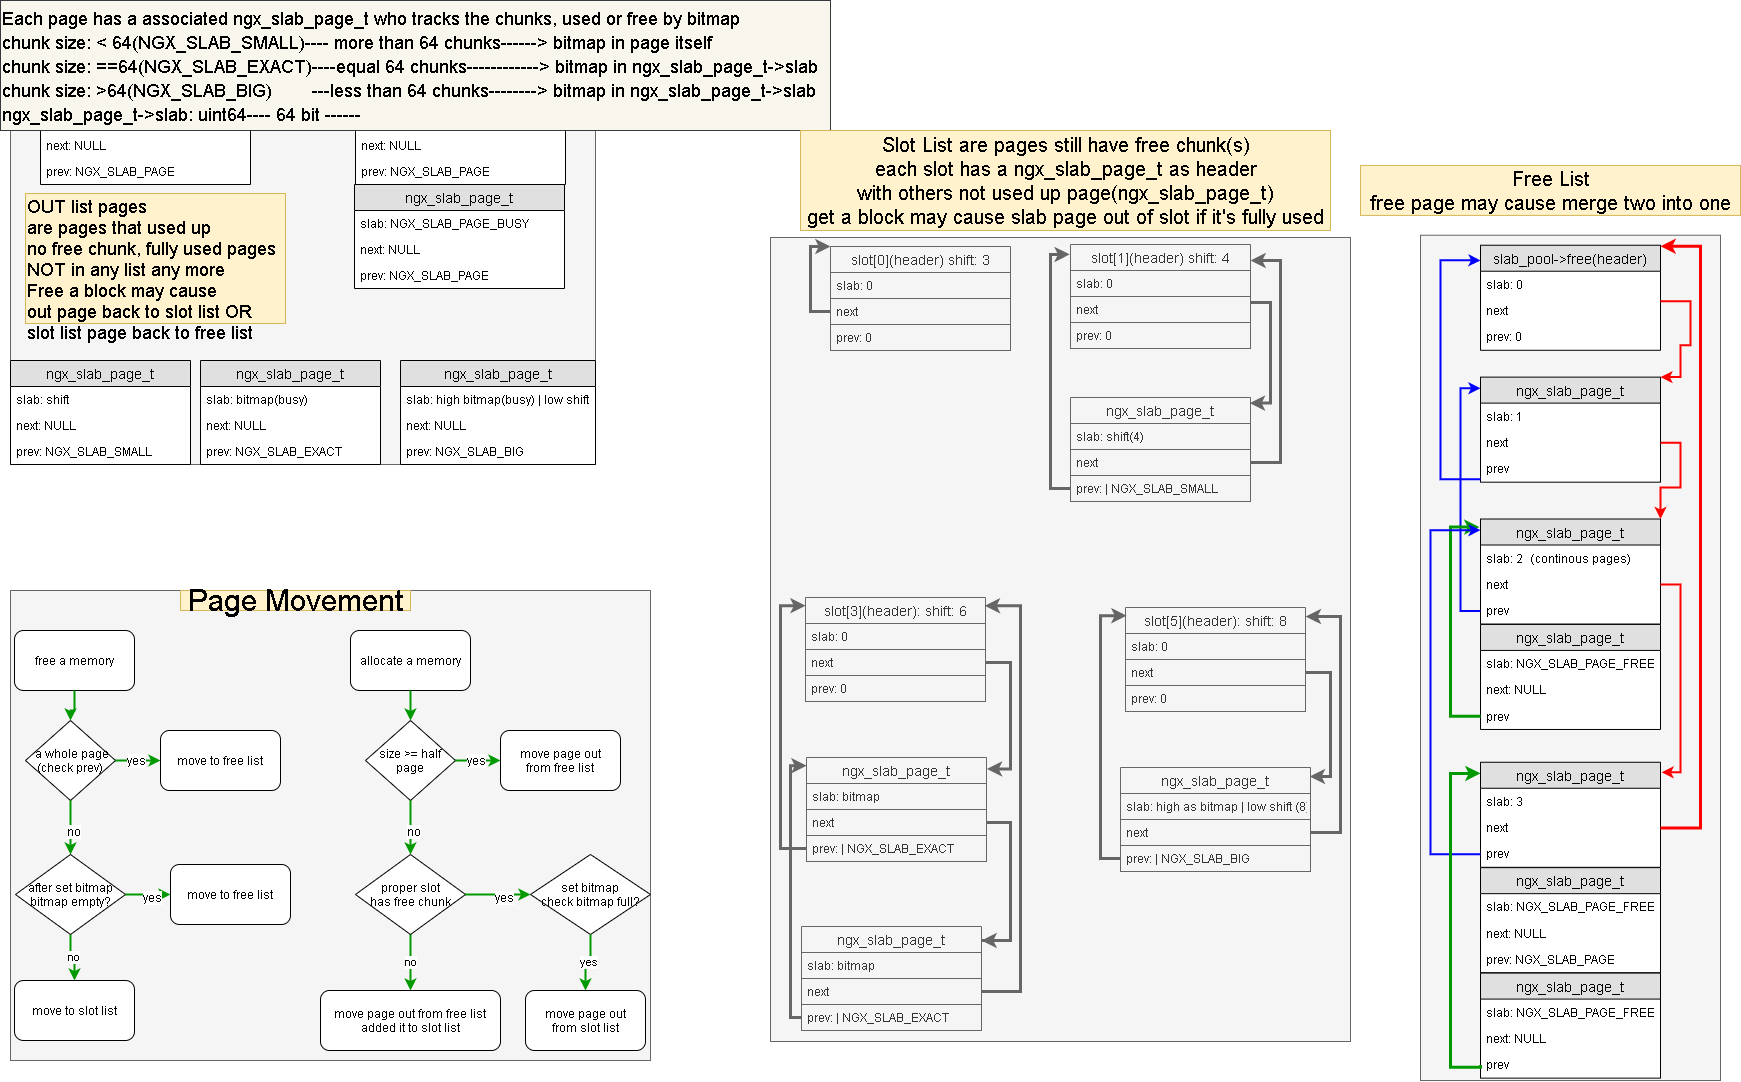 Each page has a associated ngx_slab_page_t who tracks the chunks, used or free by bitmap
chunk size: < 64(NGX_SLAB_SMALL)---- more than 64 chunks------> bitmap in page itself
chunk size: ==64(NGX_SLAB_EXACT)----equal 64 chunks------------> bitmap in ngx_slab_page_t->slab
chunk size: >64(NGX_SLAB_BIG) ---less than 64 chunks--------> bitmap in ngx_slab_page_t->slab
ngx_slab_page_t->slab: uint64---- 64 bit ------
next: NULL
prev: NGX_SLAB_PAGE
next: NULL
prev: NGX_SLAB_PAGE
ngx_slab_page_t
slab: NGX_SLAB_PAGE_BUSY
next: NULL
prev: NGX_SLAB_PAGE
OUT list pages
are pages that used up
no free chunk, fully used pages
NOT in any list any more
Free a block may cause
out page back to slot list OR
slot list page back to free list
ngx_slab_page_t
slab: shift
next: NULL
prev: NGX_SLAB_SMALL
ngx_slab_page_t
slab: bitmap(busy)
next: NULL
prev: NGX_SLAB_EXACT
ngx_slab_page_t
slab: high bitmap(busy) | low shift
next: NULL
prev: NGX_SLAB_BIG
Page Movement
free a memory
a whole page
(check prev)
yes
move to free list
no
after set bitmap
bitmap empty?
yes
move to free list
no
move to slot list
allocate a memory
size >= half
page
yes
move page out
from free list
no
proper slot
has free chunk
yes
set bitmap
check bitmap full?
no
move page out from free list
added it to slot list
yes
move page out
from slot list
Slot List are pages still have free chunk(s)
each slot has a ngx_slab_page_t as header
with others not used up page(ngx_slab_page_t)
get a block may cause slab page out of slot if it's fully used
slot[0](header) shift: 3
slab: 0
next
prev: 0
slot[1](header) shift: 4
slab: 0
next
prev: 0
ngx_slab_page_t
slab: shift(4)
next
prev: | NGX_SLAB_SMALL
slot[3](header): shift: 6
slab: 0
next
prev: 0
ngx_slab_page_t
slab: bitmap
next
prev: | NGX_SLAB_EXACT
ngx_slab_page_t
slab: bitmap
next
prev: | NGX_SLAB_EXACT
slot[5](header): shift: 8
slab: 0
next
prev: 0
ngx_slab_page_t
slab: high as bitmap | low shift (8
next
prev: | NGX_SLAB_BIG
Free List
free page may cause merge two into one
slab_pool->free(header)
slab: 0
next
prev: 0
ngx_slab_page_t
slab: 1
next
prev
ngx_slab_page_t
slab: 2 (continous pages)
next
prev
ngx_slab_page_t
slab: NGX_SLAB_PAGE_FREE
next: NULL
prev
ngx_slab_page_t
slab: 3
next
prev
ngx_slab_page_t
slab: NGX_SLAB_PAGE_FREE
next: NULL
prev: NGX_SLAB_PAGE
ngx_slab_page_t
slab: NGX_SLAB_PAGE_FREE
next: NULL
prev